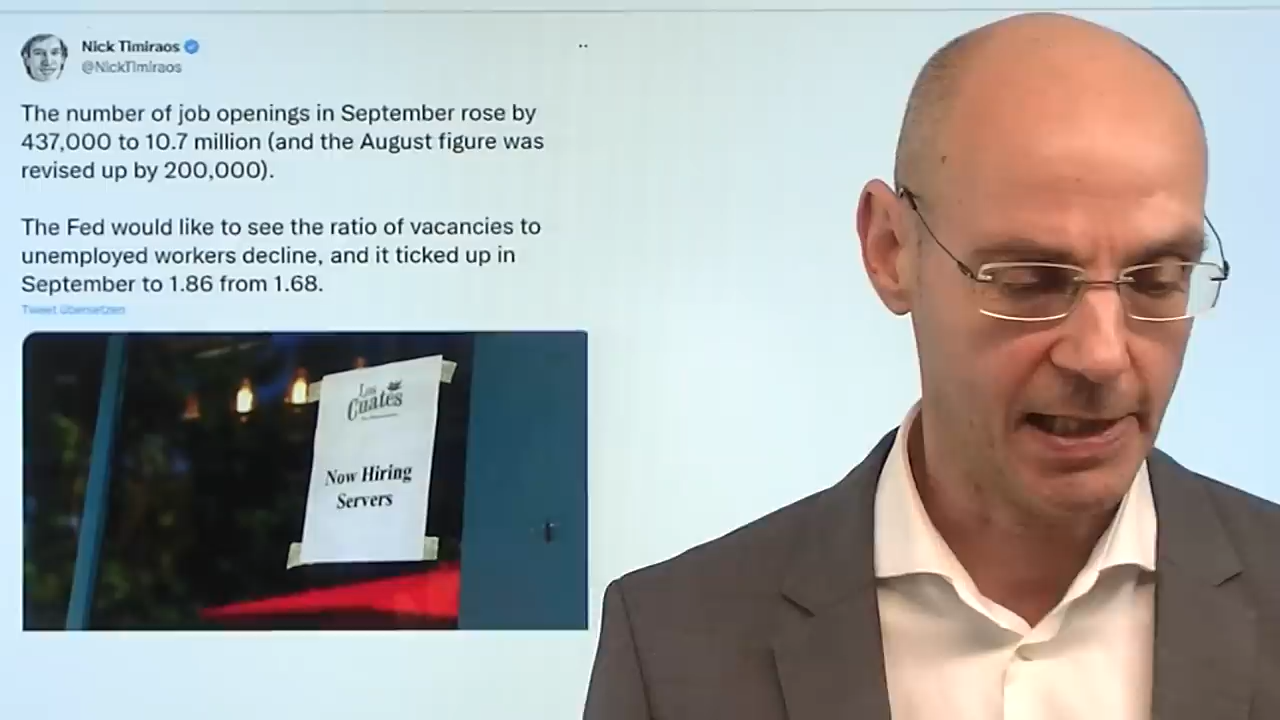 Nick Timiraos
@NickTimiraos
The number of job openings in September rose by
437,000 to 10.7 million (and the August figure was
revised up by 200,000).
The Fed would like to see the ratio of vacancies to
unemployed workers decline, and it ticked up in
September to 1.86 from 1.68.
Tweet übersetzen
Los
Cuates
Now Hiring
Servers